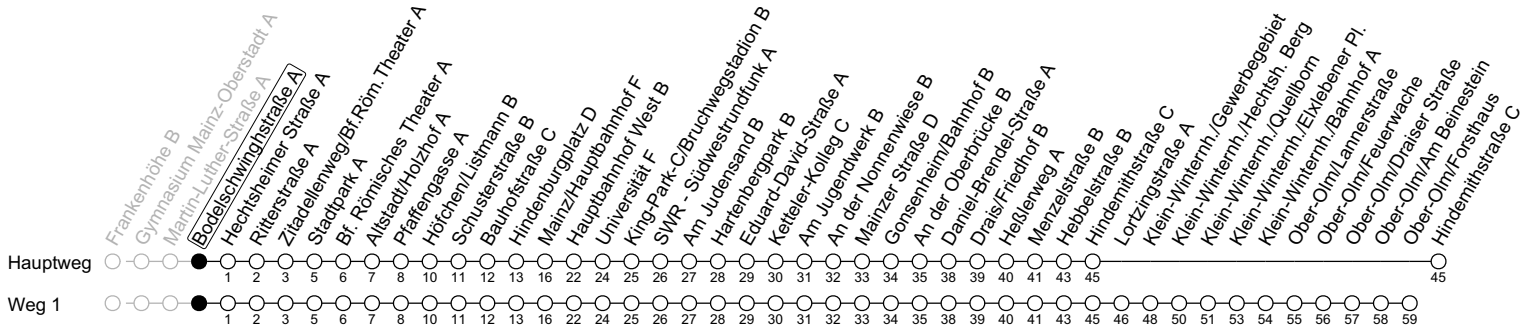 Frankenhöhe B
Gymnasium Mainz-Oberstadt A
Martin-Luther-Straße A
Bodelschwinghstraße A
Hechtsheimer Straße A
Ritterstraße A
Zitadellenweg/Bf.Röm. Theater A
Stadtpark A
Bf. Römisches Theater A
Altstadt/Holzhof A
Pfaffengasse A
Höfchen/Listmann B
Schusterstraße B
Bauhofstraße C
Hindenburgplatz D
Mainz/Hauptbahnhof F
Hauptbahnhof West B
Universität F
King-Park-C/Bruchwegstadion B
SWR - Südwestrundfunk A
Am Judensand B
Hartenbergpark B
Eduard-David-Straße A
Ketteler-Kolleg C
Am Jugendwerk B
An der Nonnenwiese B
Mainzer Straße D
Gonsenheim/Bahnhof B
An der Oberbrücke B
Daniel-Brendel-Straße A
Drais/Friedhof B
Heßlerweg A
Menzelstraße B
Hebbelstraße B
Hindemithstraße C
Lortzingstraße A
Klein-Winternh./Gewerbegebiet
Klein-Winternh./Hechtsh. Berg
Klein-Winternh./Quellborn
Klein-Winternh./Exlebener Pl.
Klein-Winternh./Bahnhof A
Ober-Olm/Lannerstraße
Ober-Olm/Feuerwache
Ober-Olm/Draiser Straße
Ober-Olm/Am Beinestein
Ober-Olm/Forsthaus
Hindemithstraße C
Hauptweg
1 2 3 5 6 7 8 10 11 12 13 16 22 24 25 26 27 28 29 30 31 32 33 34 35 38 39 40 41 43 45 45
Weg 1
1 2 3 5 6 7 8 10 11 12 13 16 22 24 25 26 27 28 29 30 31 32 33 34 35 38 39 40 41 43 45 46 48 50 51 53 54 55 56 57 58 59